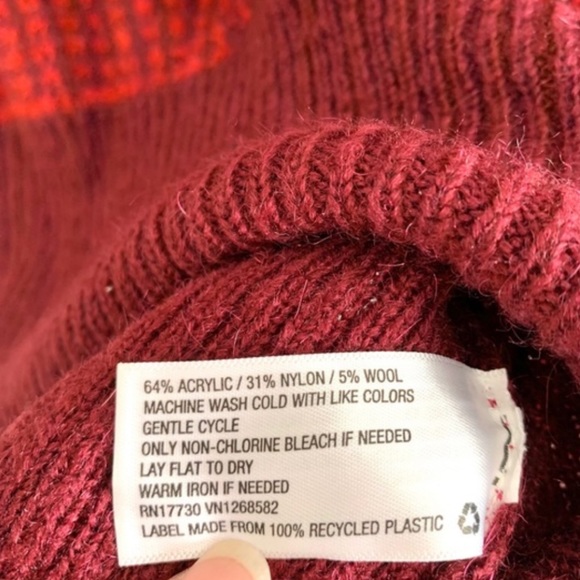 64% ACRYLIC / 31% NYLON / 5% WOOL
MACHINE WASH COLD WITH LIKE COLORS
GENTLE CYCLE
ONLY NON-CHLORINE BLEACH IF NEEDED
LAY FLAT TO DRY
WARM IRON IF NEEDED
RN17730 VN1268582
LABEL MADE FROM 100% RECYCLED PLASTIC